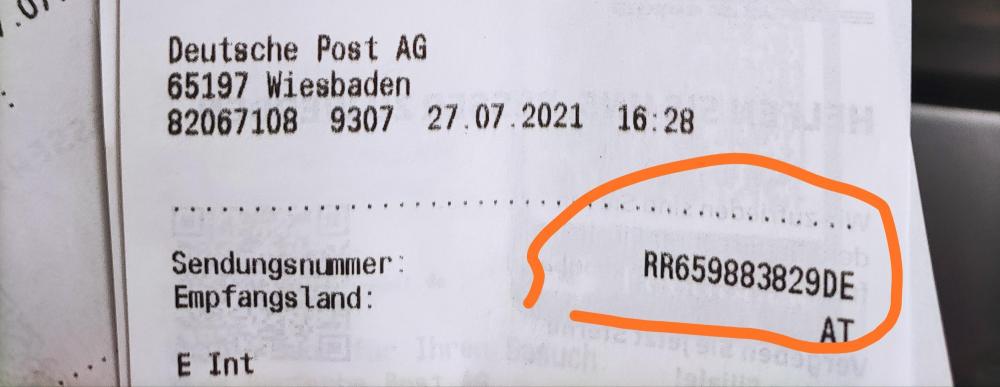 Deutsche Post AG
65197 Wiesbaden
82067108 9307 27.07.2021 16:28
Sendungsnummer: RR659883829DE
Empfangsland: AT
E Int